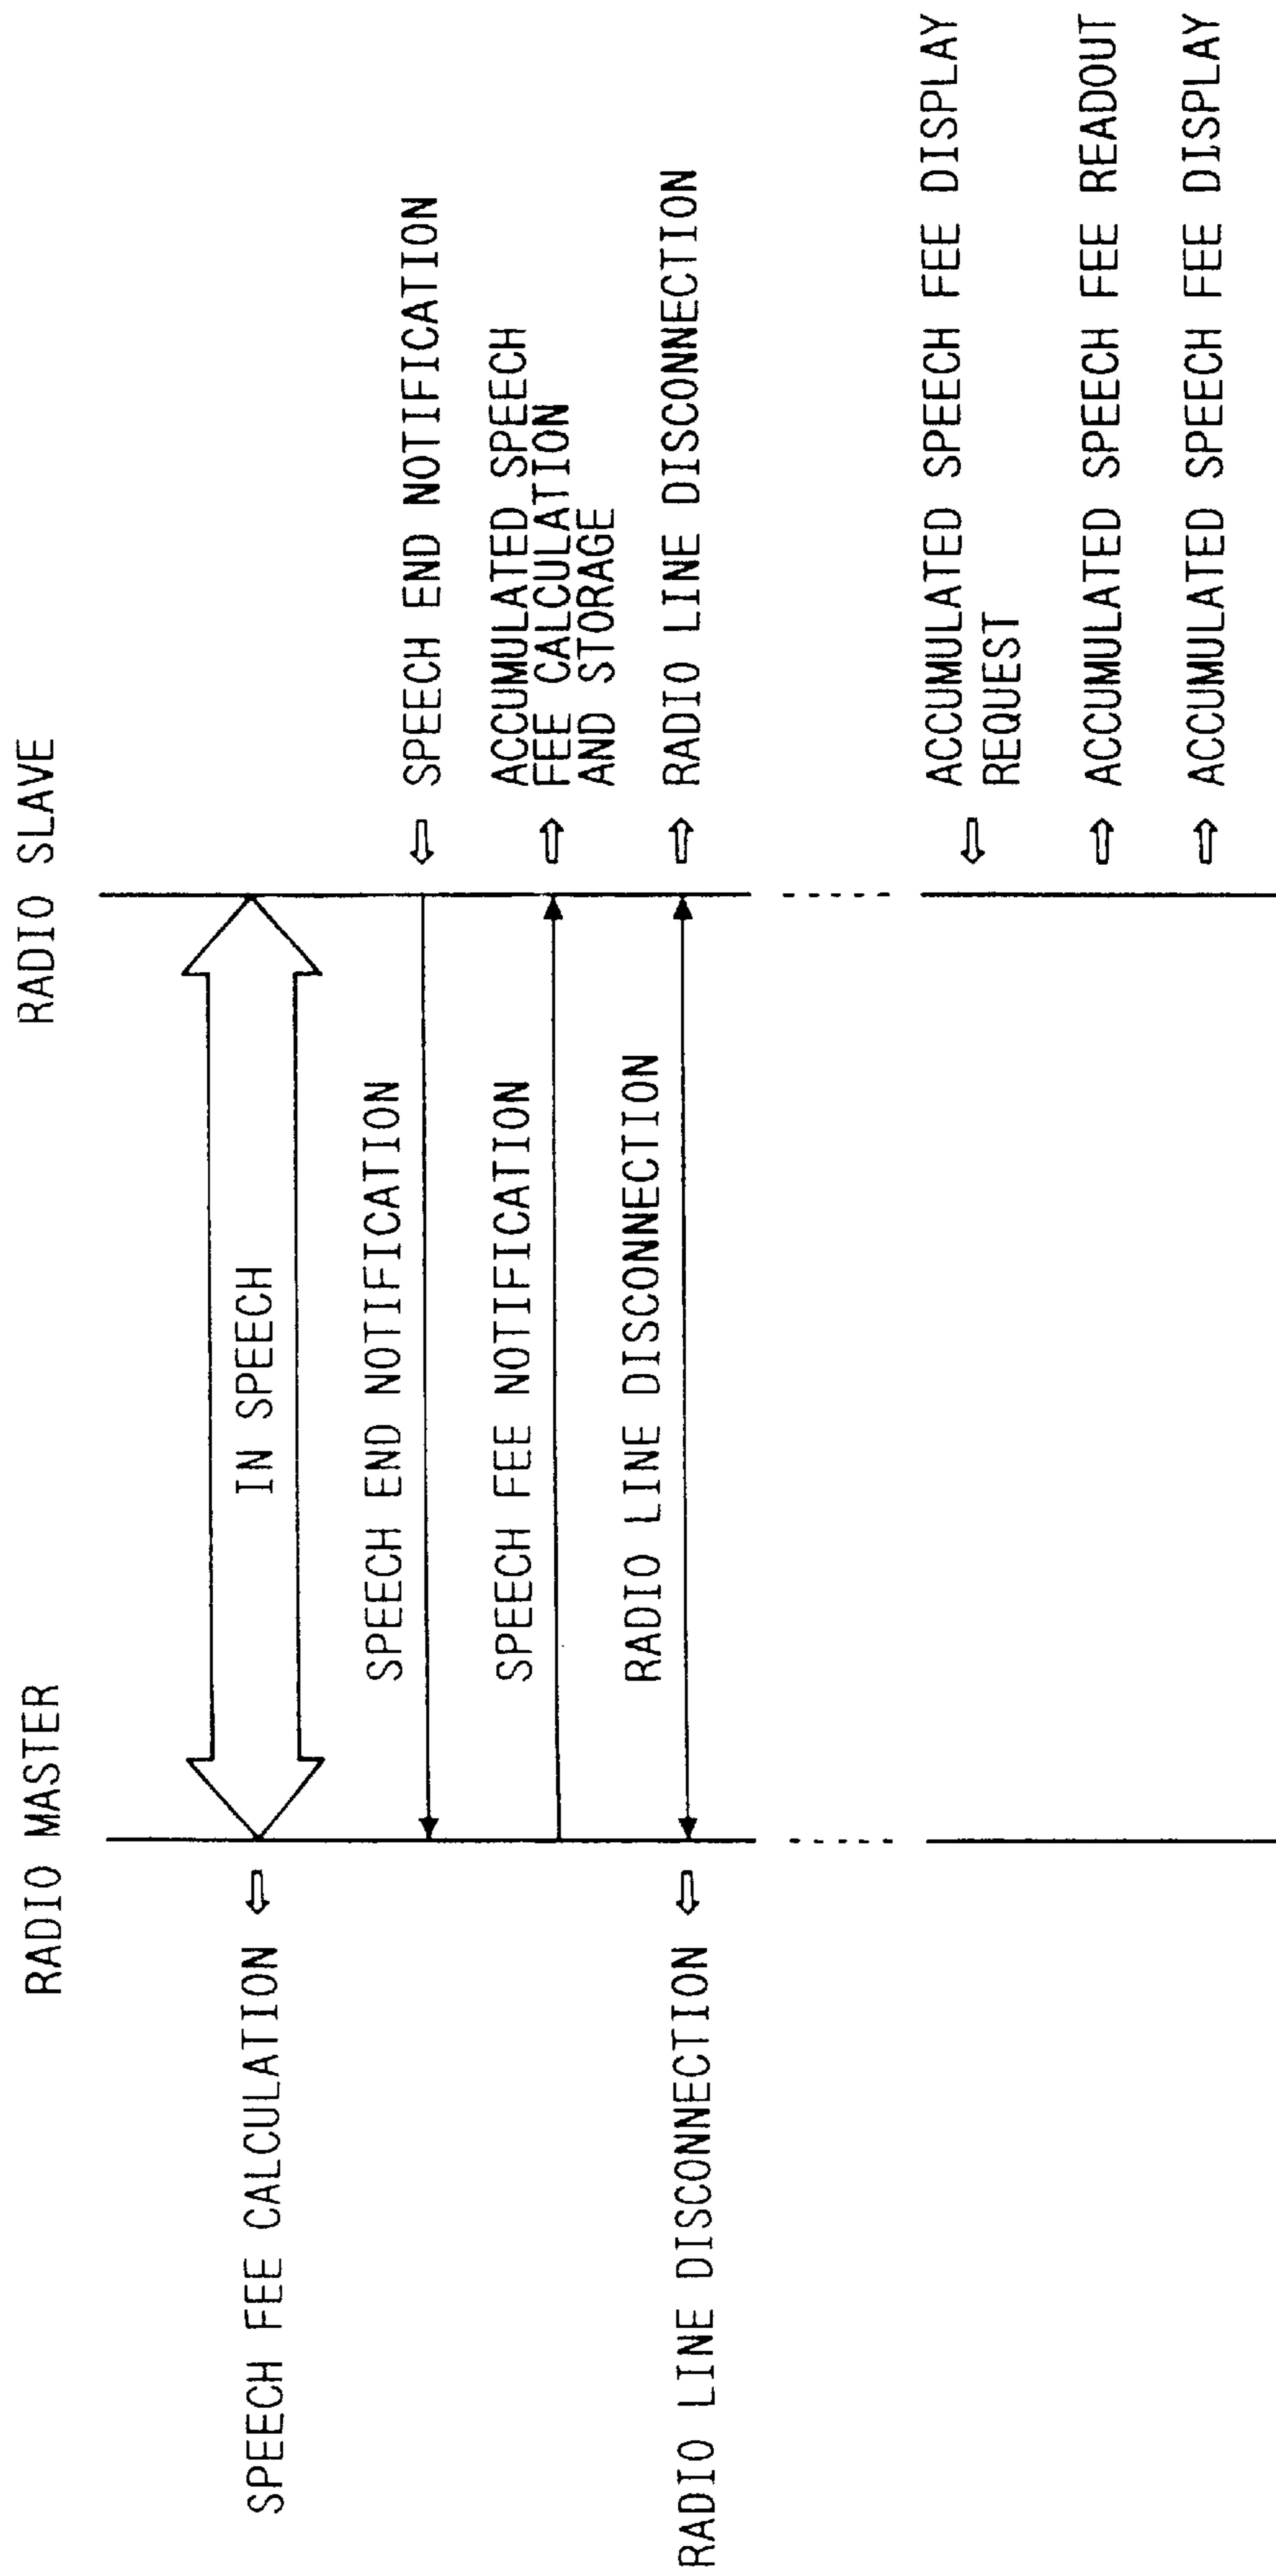 RADIO MASTER
RADIO SLAVE
SPEECH FEE CALCULATION
IN SPEECH
SPEECH END NOTIFICATION
SPEECH END NOTIFICATION
SPEECH FEE NOTIFICATION
ACCUMULATED SPEECH
FEE CALCULATION
AND STORAGE
RADIO LINE DISCONNECTION
RADIO LINE DISCONNECTION
RADIO LINE DISCONNECTION
ACCUMULATED SPEECH FEE DISPLAY
REQUEST
ACCUMULATED SPEECH FEE READOUT
ACCUMULATED SPEECH FEE DISPLAY